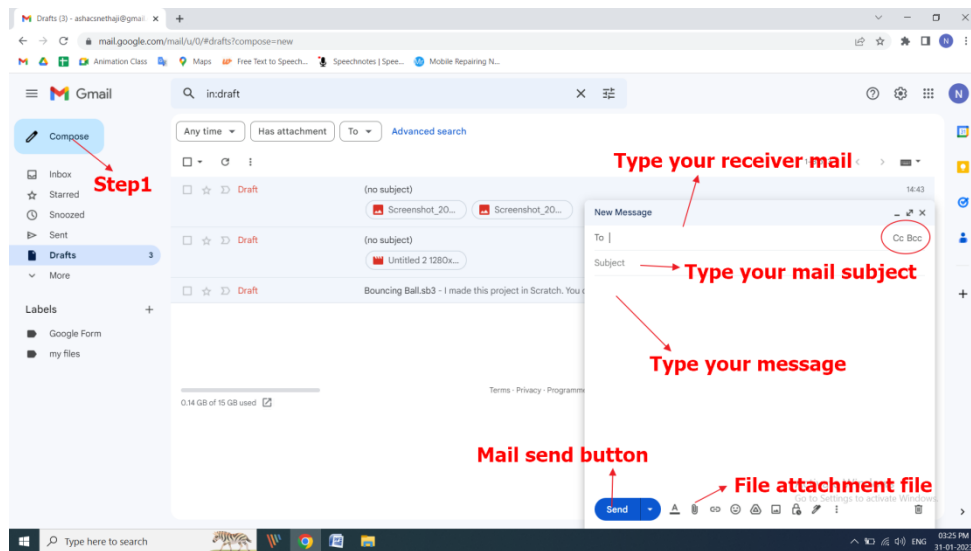 Drafts (3) - ashacsnethaji@gmail.
mail.google.com/mail/u/0/#drafts?compose=new
Animation Class Maps Free Text to Speech... Speechnotes | Spee... Mobile Repairing N...
Gmail
in:draft
N
Compose
Any time Has attachment To Advanced search
Type your receiver mail
Inbox
Step1
Starred
Draft (no subject) 14:43
Snoozed
Screenshot_20... Screenshot_20...
New Message
Sent
To Cc Bcc
Draft (no subject)
Drafts 3
Untitled 2 1280x...
Subject
Type your mail subject
More
Draft Bouncing Ball.sb3 - I made this project in Scratch. You
Labels
Google Form
my files
Type your message
Terms · Privacy · Programme
0.14 GB of 15 GB used
Mail send button
File attachment file
Go to Settings to activate Windows.
Send
Type here to search
ENG
03:25 PM
31-01-2023